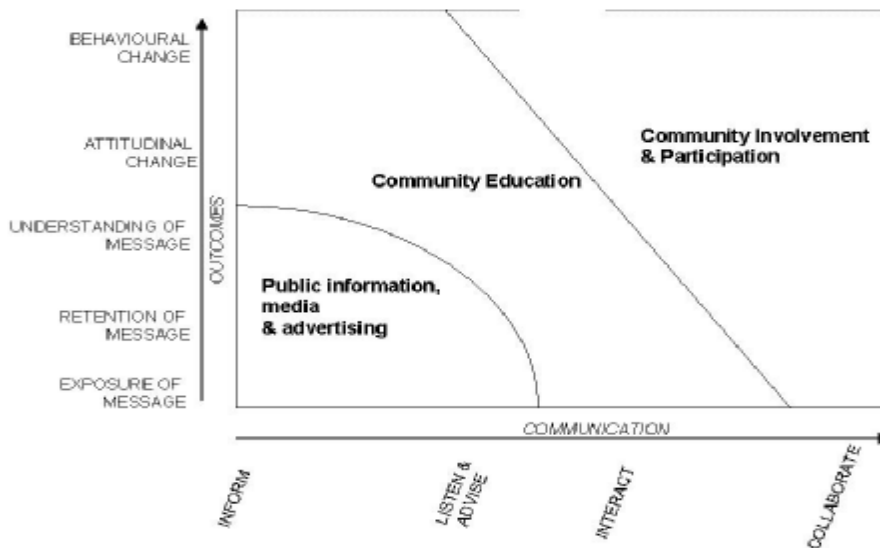 BEHAVIOURAL
CHANGE
ATTITUDINAL
CHANGE
UNDERSTANDING OF
MESSAGE
RETENTION OF
MESSAGE
EXPOSURE OF
MESSAGE
OUTCOMES
Community Involvement
& Participation
Community Education
Public information,
media
& advertising
COMMUNICATION
INFORM
LISTEN &
ADVISE
INTERACT
COLLABORATE